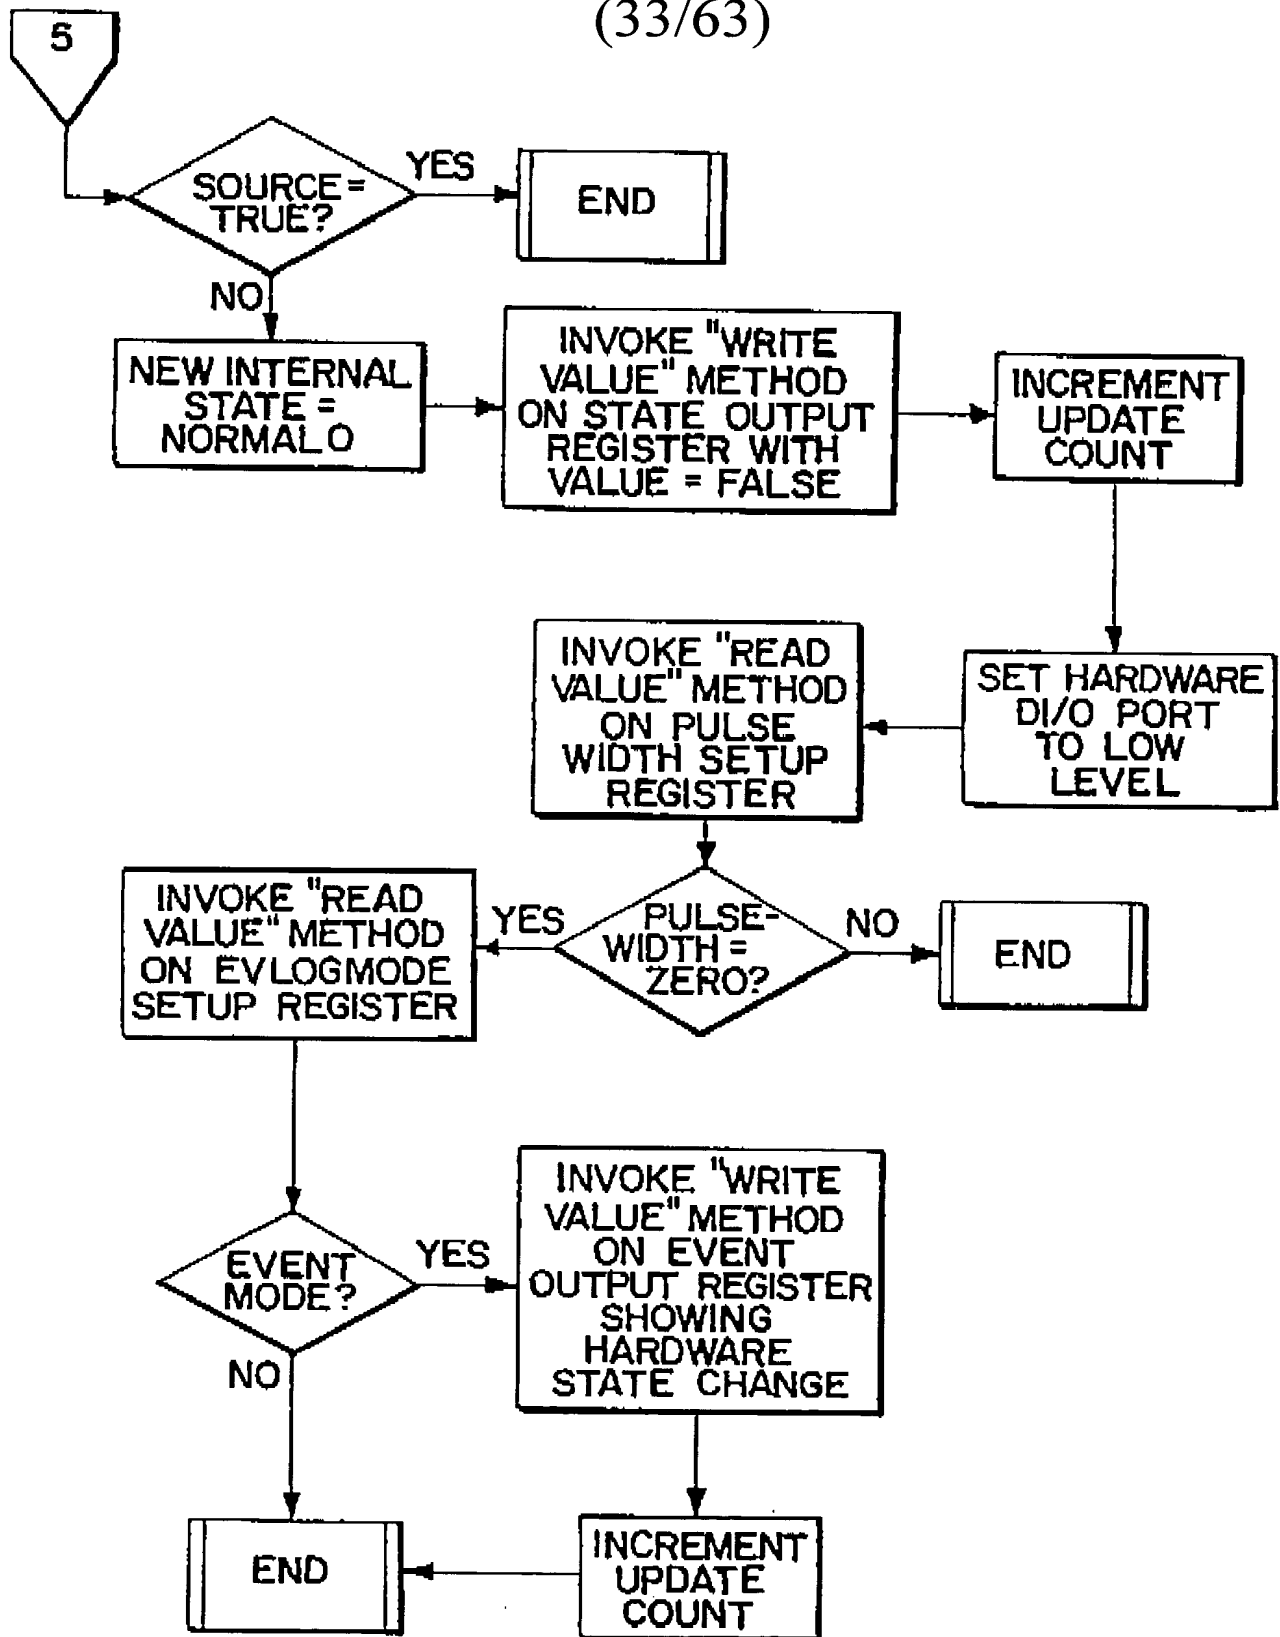 (33/63)
5
SOURCE =
TRUE?
YES
END
NO
NEW INTERNAL
STATE =
NORMAL0
INVOKE "WRITE
VALUE" METHOD
ON STATE OUTPUT
REGISTER WITH
VALUE = FALSE
INCREMENT
UPDATE
COUNT
SET HARDWARE
DI/O PORT
TO LOW
LEVEL
INVOKE "READ
VALUE" METHOD
ON PULSE
WIDTH SETUP
REGISTER
PULSE-
WIDTH =
ZERO?
NO
END
YES
INVOKE "READ
VALUE" METHOD
ON EVLOGMODE
SETUP REGISTER
EVENT
MODE?
YES
INVOKE "WRITE
VALUE" METHOD
ON EVENT
OUTPUT REGISTER
SHOWING
HARDWARE
STATE CHANGE
NO
INCREMENT
UPDATE
COUNT
END